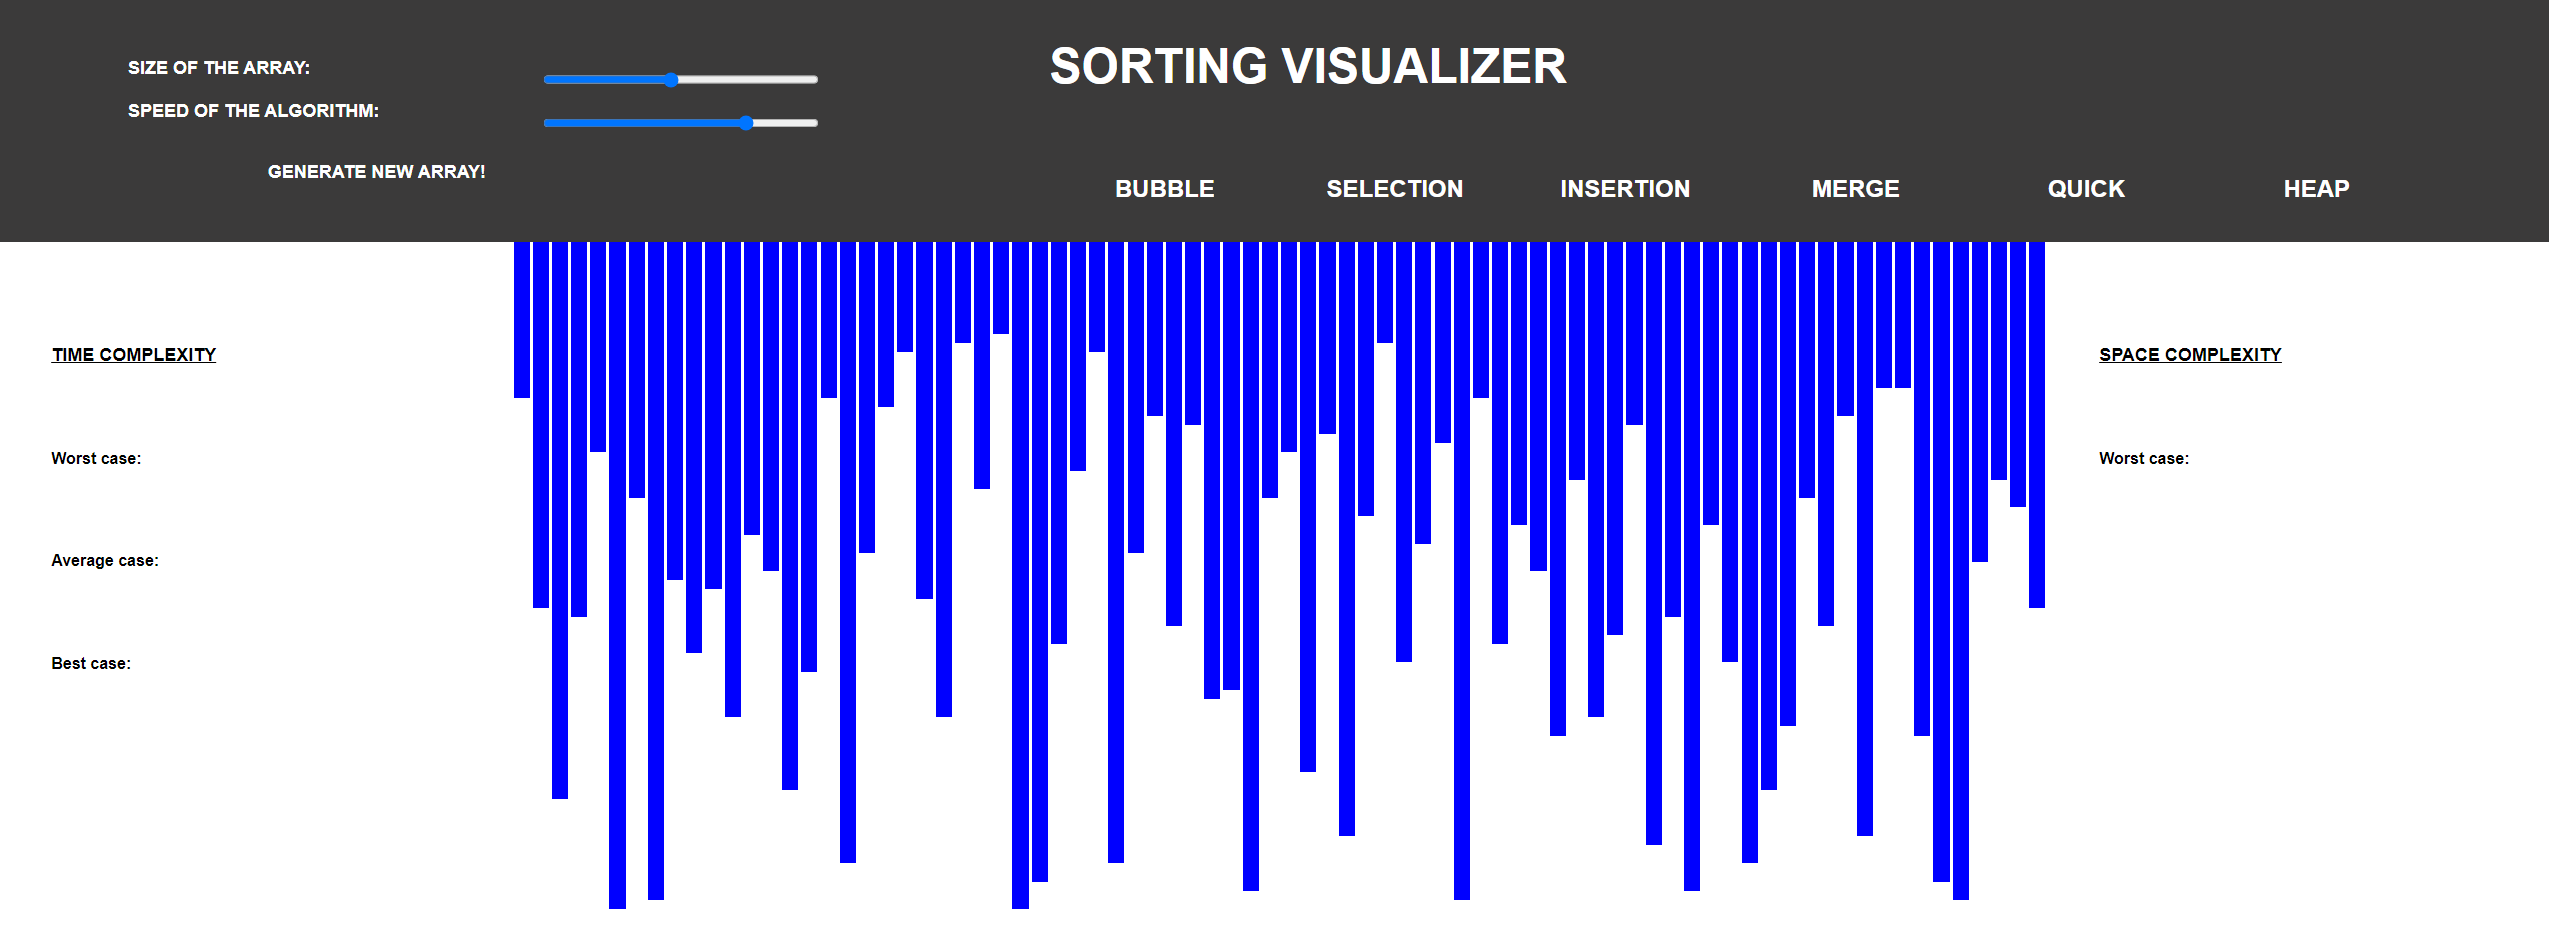 SORTING VISUALIZER
SIZE OF THE ARRAY:
SPEED OF THE ALGORITHM:
GENERATE NEW ARRAY!
BUBBLE SELECTION INSERTION MERGE QUICK HEAP
TIME COMPLEXITY
Worst case:
Average case:
Best case:
SPACE COMPLEXITY
Worst case: